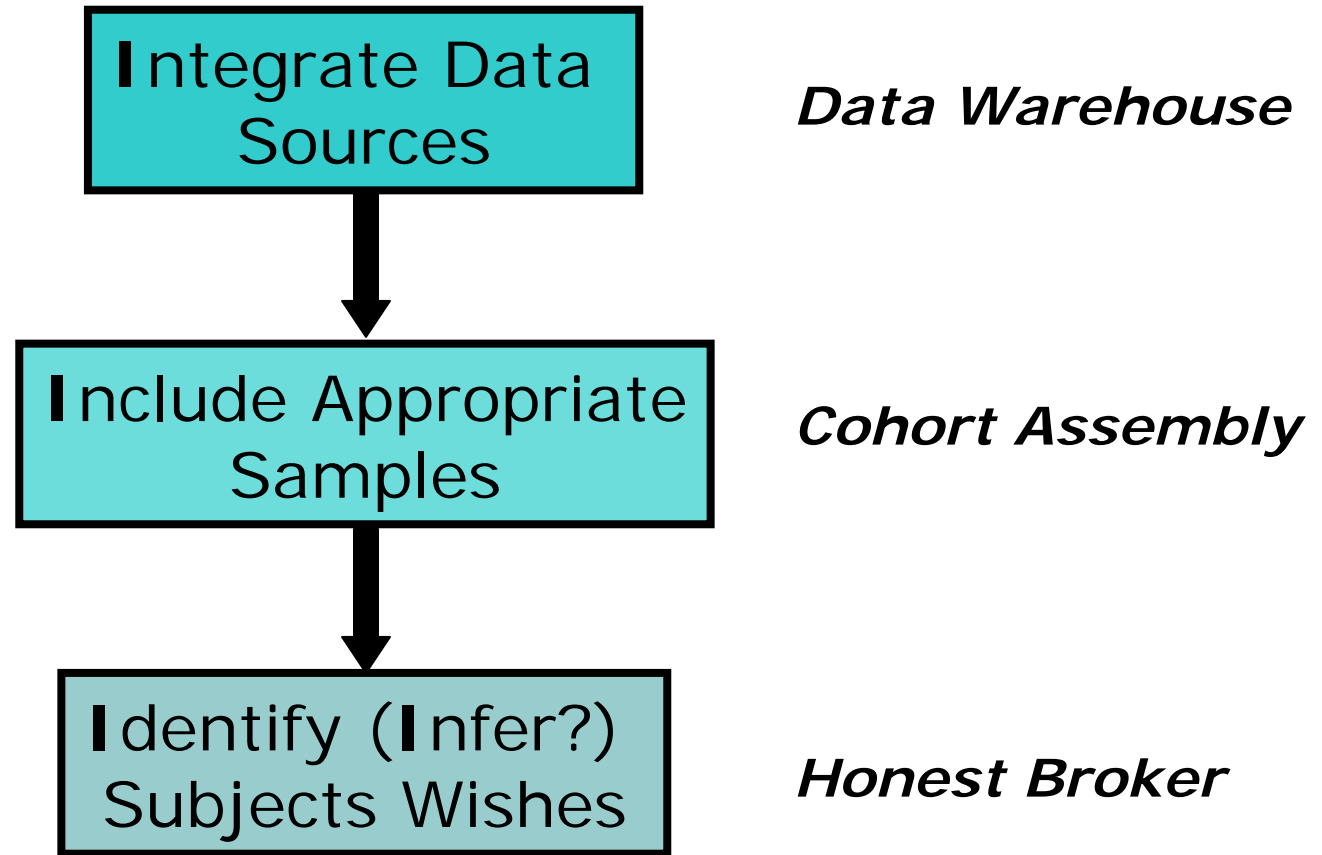 Integrate Data
Sources
Data Warehouse
Include Appropriate
Samples
Cohort Assembly
Identify (Infer?)
Subjects Wishes
Honest Broker